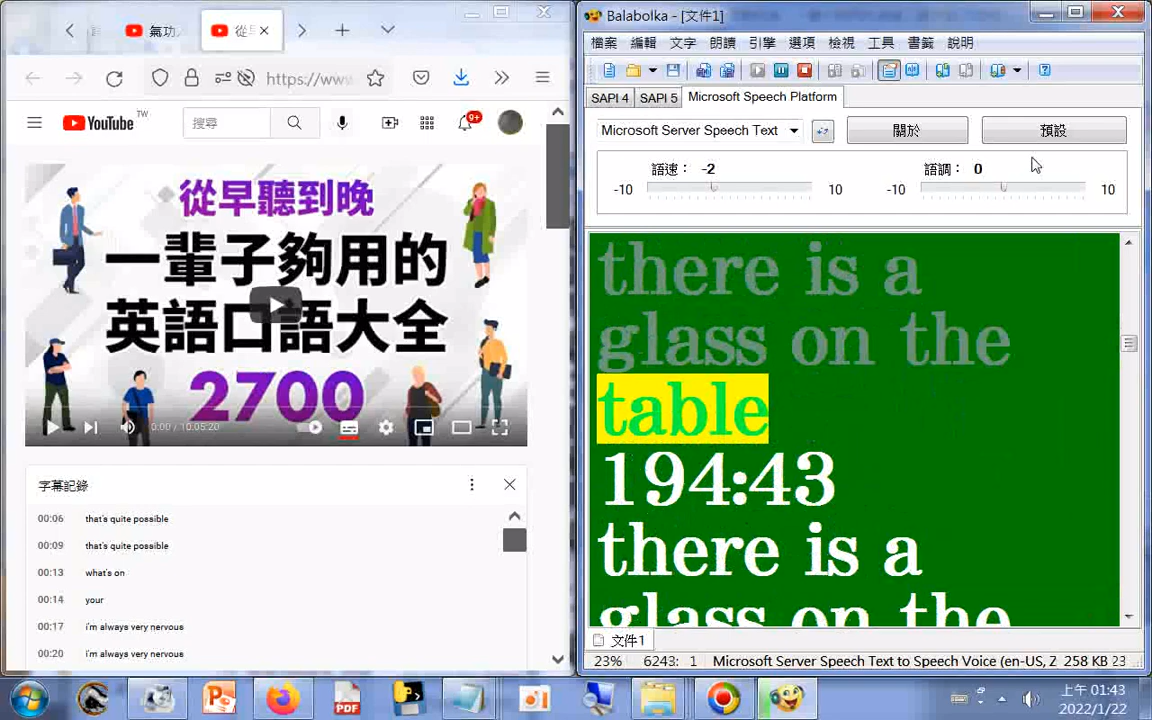 氣功
從
Balabolka - [文件1]
https://www
檔案 編輯 文字 朗讀 引擎 選項 檢視 工具 書籤 說明
SAPI 4 SAPI 5 Microsoft Speech Platform
YouTube TW
搜尋
9+
Microsoft Server Speech Text
關於
預設
語速： -2
-10 10
語調： 0
-10 10
從早聽到晚
一輩子夠用的
英語口語大全
2700
0:00 / 10:05:20
字幕記錄
00:06 that's quite possible
00:09 that's quite possible
00:13 what's on
00:14 your
00:17 i'm always very nervous
00:20 i'm always very nervous
there is a
glass on the
table
194:43
there is a
glass on the
文件1
23% 6243: 1 Microsoft Server Speech Text to Speech Voice (en-US, Z 258 KB 23
PDF
上午 01:43
2022/1/22